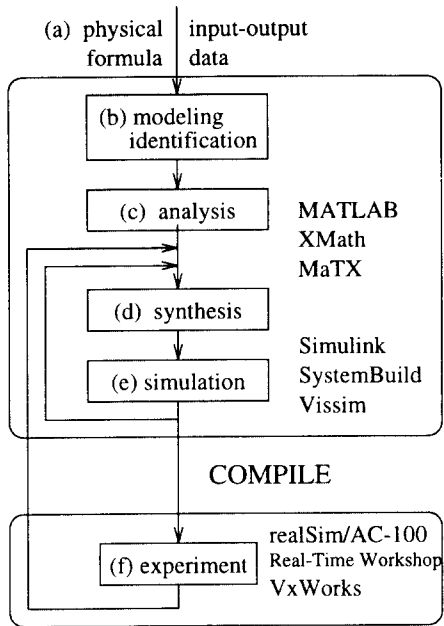 (a) physical input-output
formula data
(b) modeling
identification
(c) analysis
MATLAB
XMath
MaTX
(d) synthesis
(e) simulation
Simulink
SystemBuild
Vissim
COMPILE
(f) experiment
realSim/AC-100
Real-Time Workshop
VxWorks